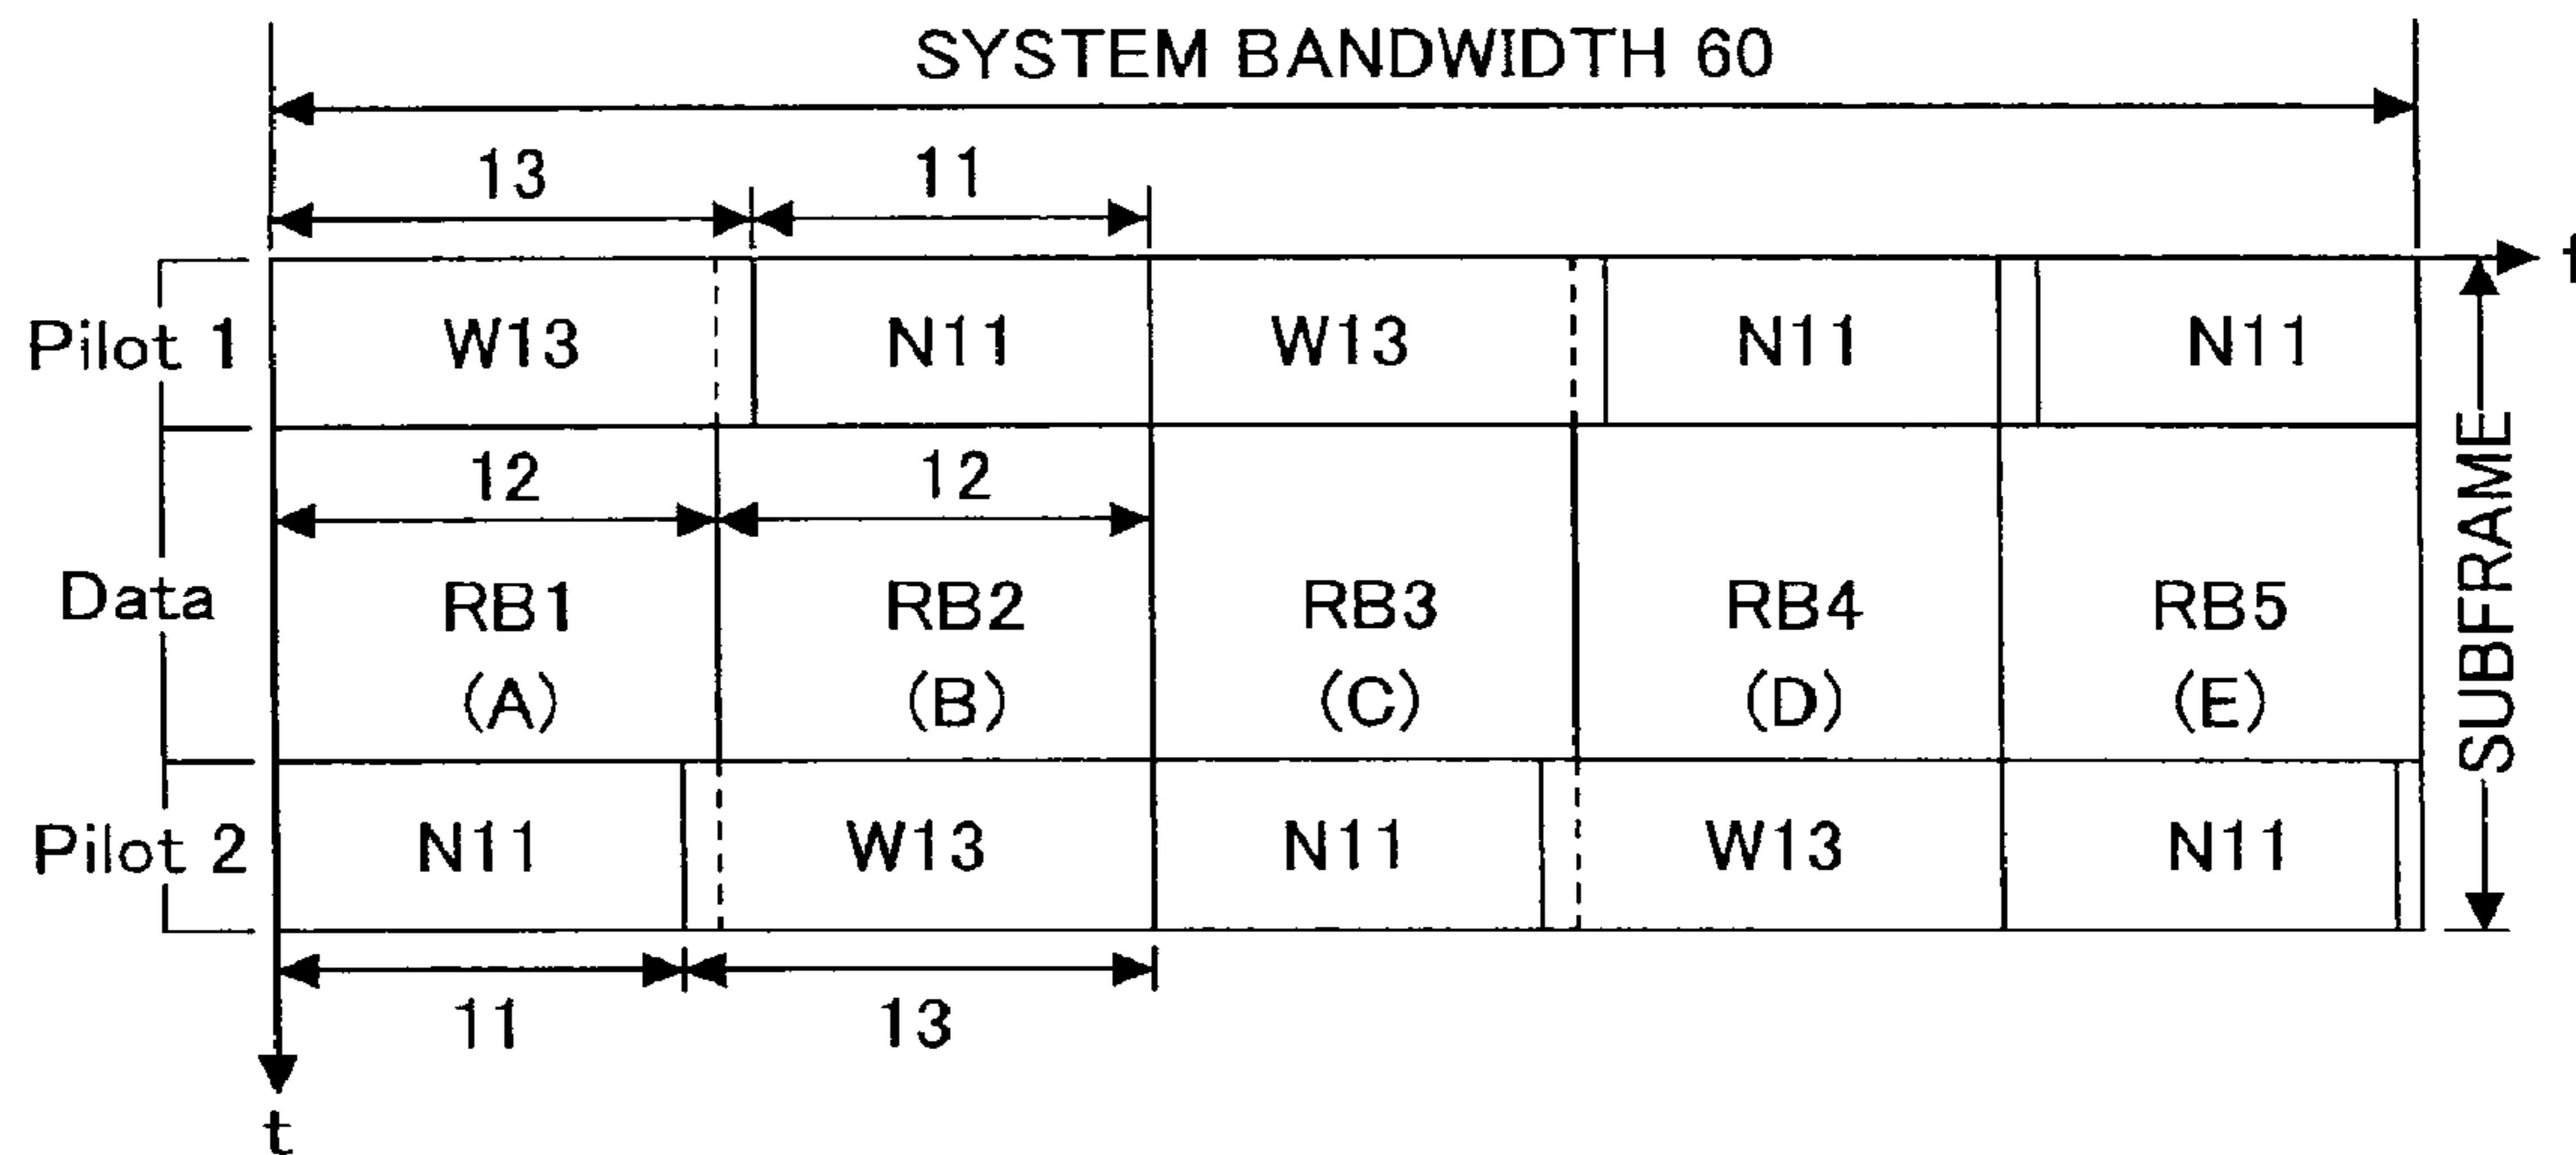 SYSTEM BANDWIDTH 60
13 11
f
Pilot 1 W13 N11 W13 N11 N11
12 12
Data RB1 RB2 RB3 RB4 RB5
(A) (B) (C) (D) (E)
SUBFRAME
Pilot 2 N11 W13 N11 W13 N11
11 13
t